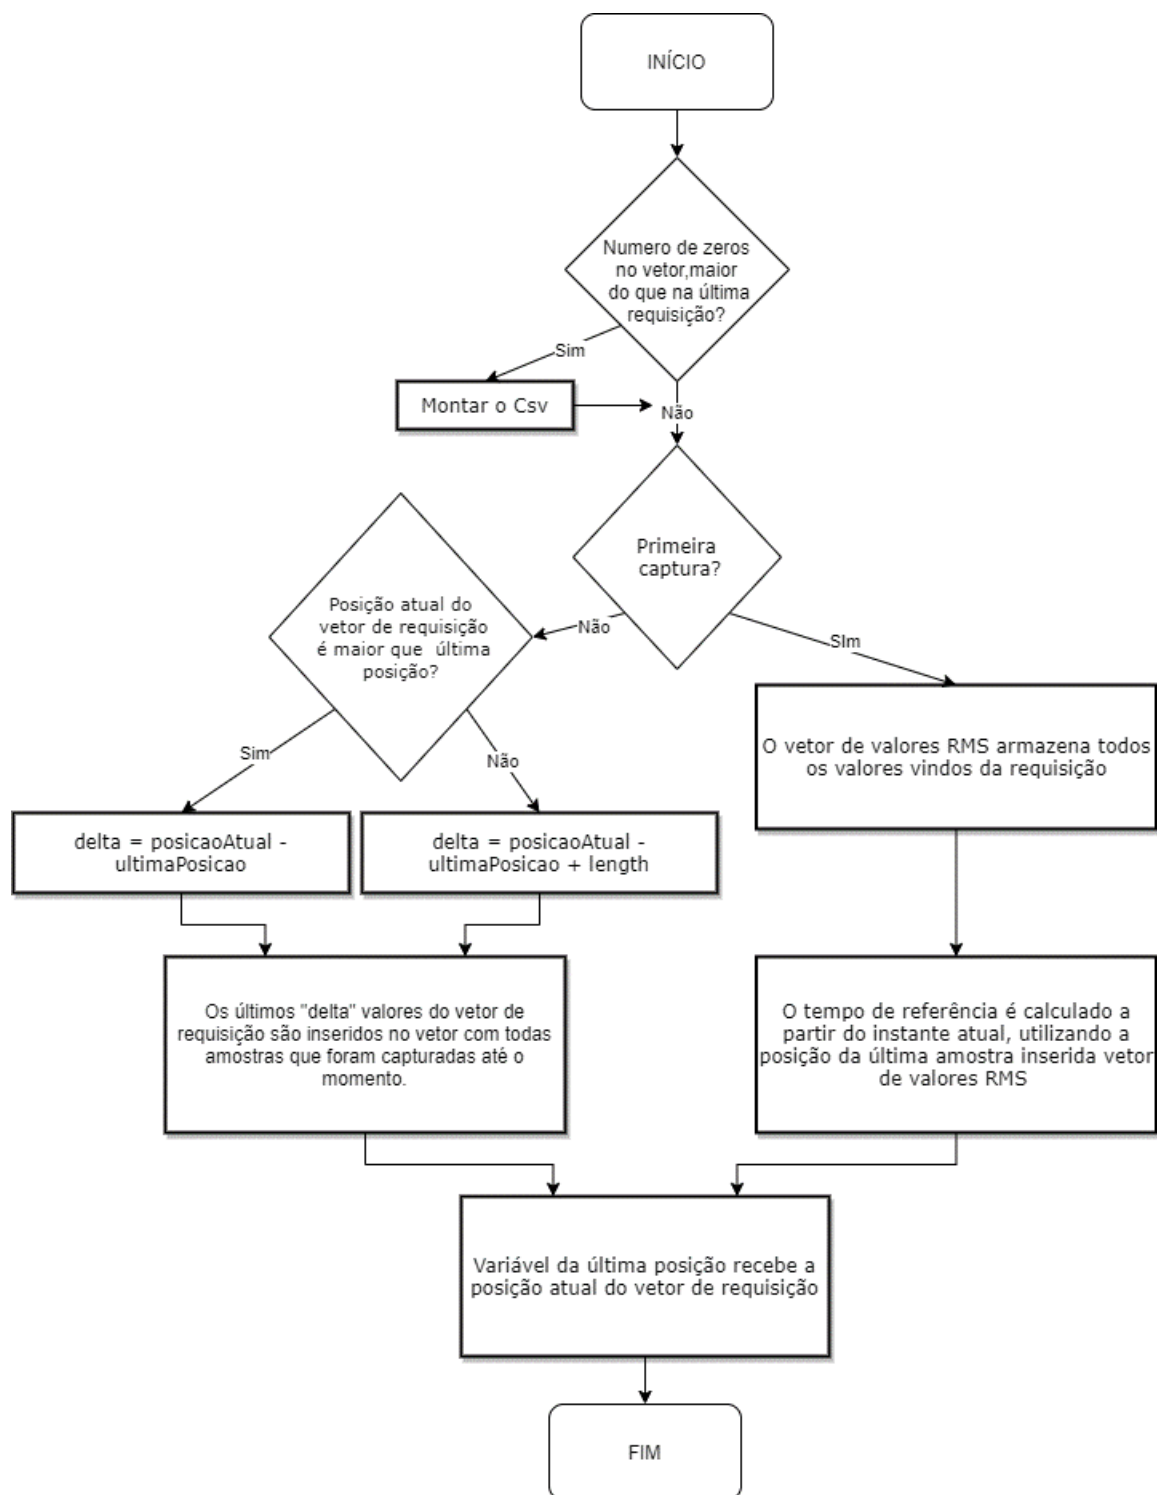 INÍCIO
Numero de zeros
no vetor,maior
do que na última
requisição?
Sim
Montar o Csv
Não
Primeira
captura?
Posição atual do
vetor de requisição
é maior que última
posição?
Não
SIm
Sim
Não
O vetor de valores RMS armazena todos
os valores vindos da requisição
delta = posicaoAtual -
ultimaPosicao
delta = posicaoAtual -
ultimaPosicao + length
Os últimos "delta" valores do vetor de
requisição são inseridos no vetor com todas
amostras que foram capturadas até o
momento.
O tempo de referência é calculado a
partir do instante atual, utilizando a
posição da última amostra inserida vetor
de valores RMS
Variável da última posição recebe a
posição atual do vetor de requisição
FIM